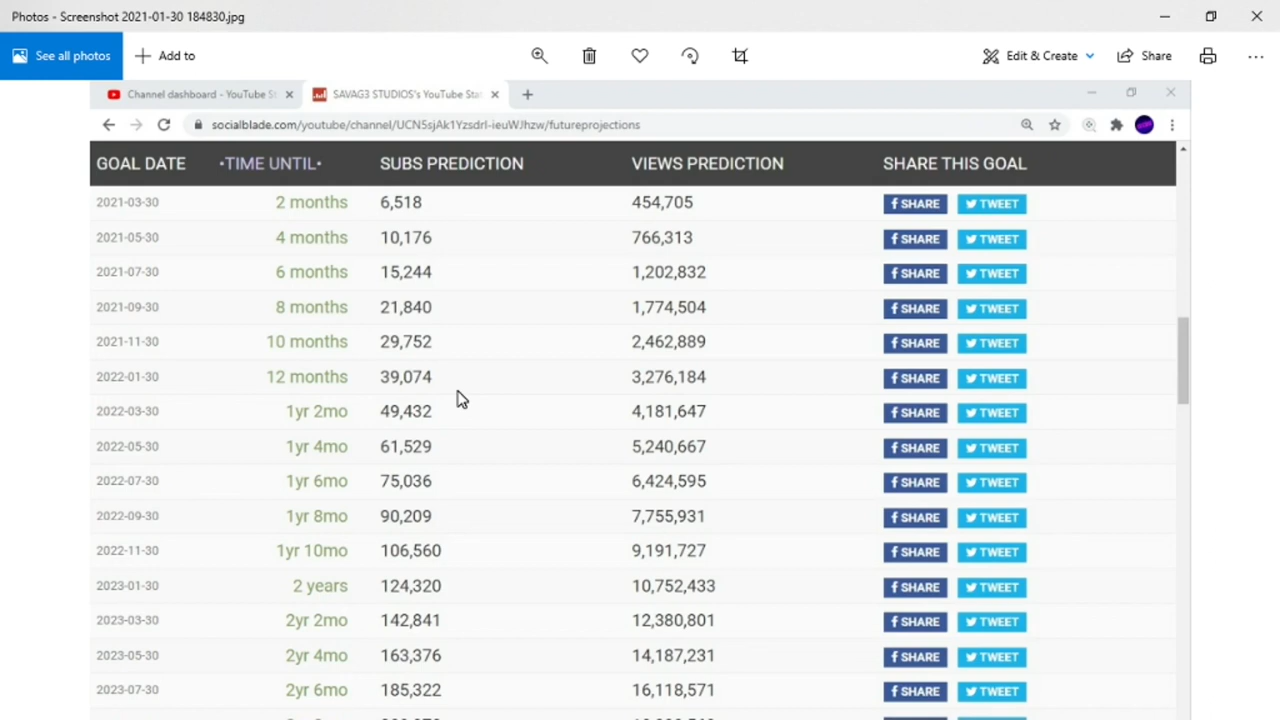 Photos - Screenshot 2021-01-30 184830.jpg
See all photos + Add to Edit & Create Share
Channel dashboard - YouTube St SAVAG3 STUDIOS's YouTube Stat
socialblade.com/youtube/channel/UCN5sjAk1Yzsdrl-ieuWJhzw/futureprojections
GOAL DATE •TIME UNTIL• SUBS PREDICTION VIEWS PREDICTION SHARE THIS GOAL
2021-03-30 2 months 6,518 454,705 SHARE TWEET
2021-05-30 4 months 10,176 766,313 SHARE TWEET
2021-07-30 6 months 15,244 1,202,832 SHARE TWEET
2021-09-30 8 months 21,840 1,774,504 SHARE TWEET
2021-11-30 10 months 29,752 2,462,889 SHARE TWEET
2022-01-30 12 months 39,074 3,276,184 SHARE TWEET
2022-03-30 1yr 2mo 49,432 4,181,647 SHARE TWEET
2022-05-30 1yr 4mo 61,529 5,240,667 SHARE TWEET
2022-07-30 1yr 6mo 75,036 6,424,595 SHARE TWEET
2022-09-30 1yr 8mo 90,209 7,755,931 SHARE TWEET
2022-11-30 1yr 10mo 106,560 9,191,727 SHARE TWEET
2023-01-30 2 years 124,320 10,752,433 SHARE TWEET
2023-03-30 2yr 2mo 142,841 12,380,801 SHARE TWEET
2023-05-30 2yr 4mo 163,376 14,187,231 SHARE TWEET
2023-07-30 2yr 6mo 185,322 16,118,571 SHARE TWEET